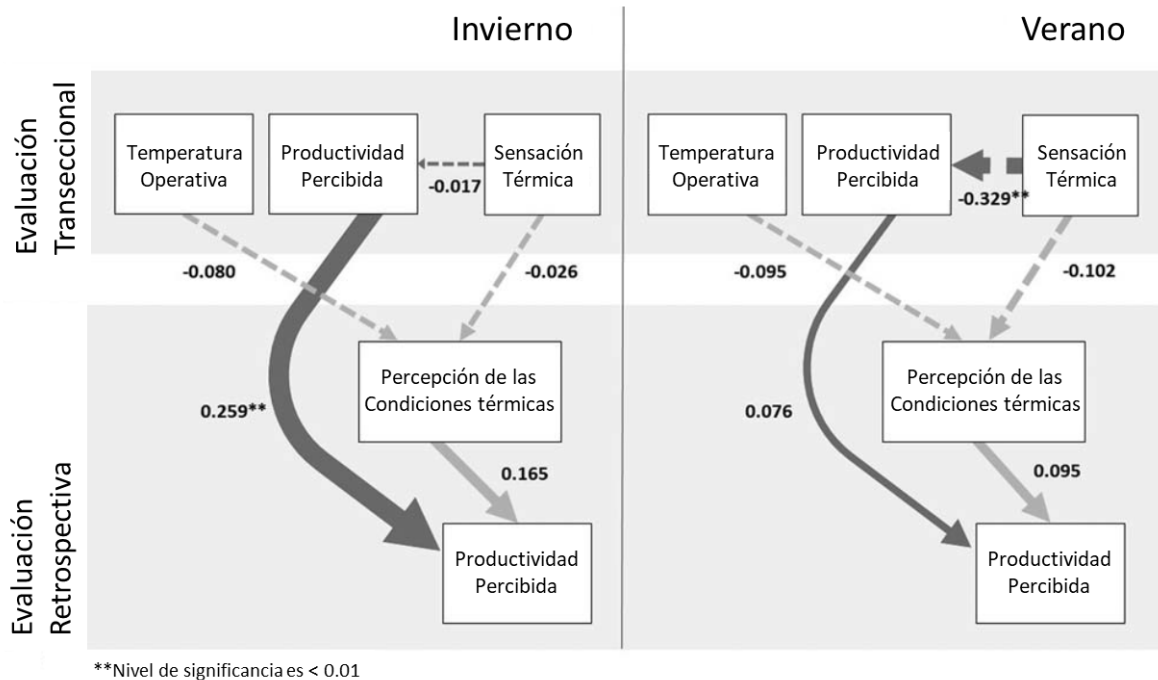 Invierno
Verano
Evaluación
Transeccional
Temperatura
Operativa
Productividad
Percibida
Sensación
Térmica
-0.017
-0.080
-0.026
Temperatura
Operativa
Productividad
Percibida
Sensación
Térmica
-0.329**
-0.095
-0.102
Evaluación
Retrospectiva
Percepción de las
Condiciones térmicas
0.259**
0.165
Productividad
Percibida
Percepción de las
Condiciones térmicas
0.076
0.095
Productividad
Percibida
**Nivel de significancia es < 0.01